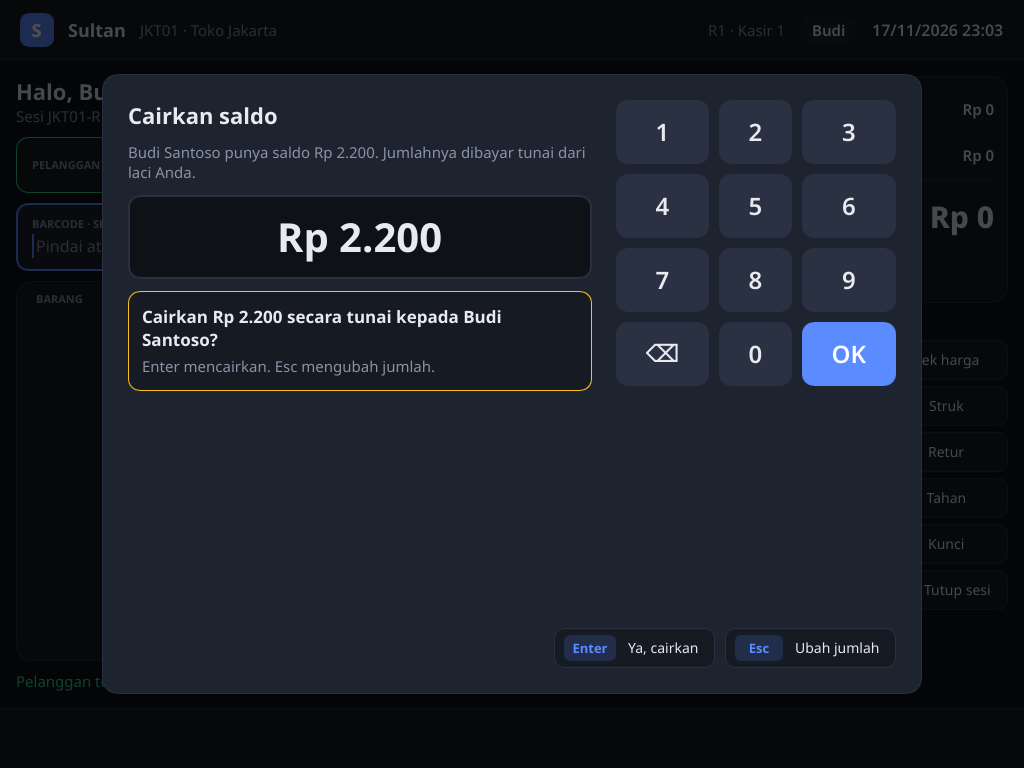 S Sultan JKT01 · Toko Jakarta R1 · Kasir 1 Budi 17/11/2026 23:03
Halo, Bu
Sesi JKT01-R
PELANGGAN
BARCODE · S
Pindai at
BARANG
Pelanggan t
Cairkan saldo
Budi Santoso punya saldo Rp 2.200. Jumlahnya dibayar tunai dari
laci Anda.
Rp 2.200
Cairkan Rp 2.200 secara tunai kepada Budi
Santoso?
Enter mencairkan. Esc mengubah jumlah.
1 2 3
4 5 6
7 8 9
⌫ 0 OK
Enter Ya, cairkan Esc Ubah jumlah
Rp 0
Rp 0
Rp 0
ek harga
Struk
Retur
Tahan
Kunci
Tutup sesi